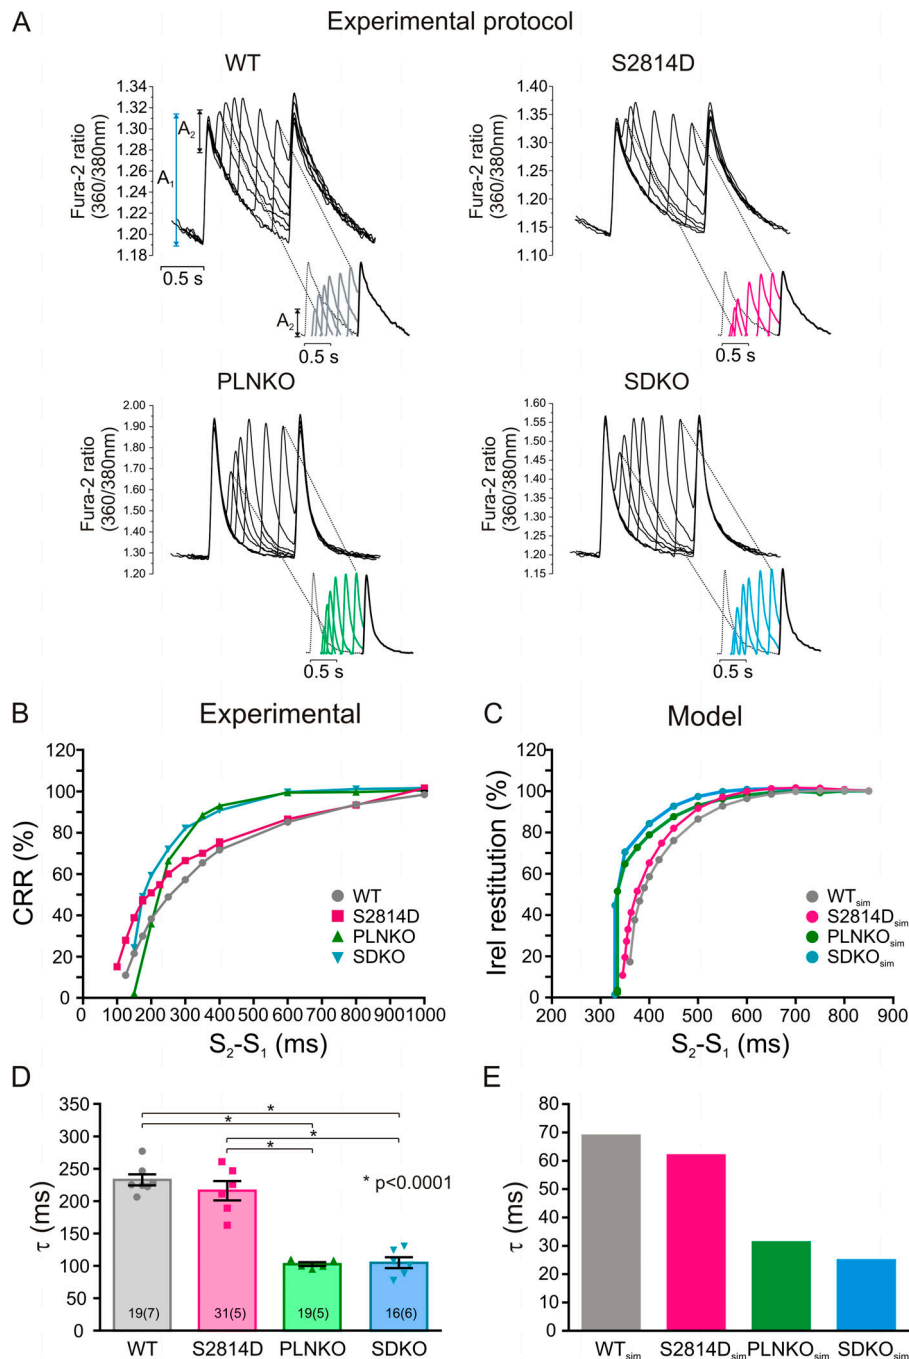 A
Experimental protocol
WT
Fura-2 ratio
(360/380nm)
1.34
1.32
1.30
1.28
1.26
1.24
1.22
1.20
1.18
A1
A2
0.5 s
A2
0.5 s
S2814D
Fura-2 ratio
(360/380nm)
1.40
1.35
1.30
1.25
1.20
1.15
1.10
0.5 s
PLNKO
Fura-2 ratio
(360/380nm)
2.00
1.90
1.80
1.70
1.60
1.50
1.40
1.30
1.20
0.5 s
SDKO
Fura-2 ratio
(360/380nm)
1.60
1.55
1.50
1.45
1.40
1.35
1.30
1.25
1.20
1.15
0.5 s
B
Experimental
CRR (%)
120
100
80
60
40
20
0
WT
S2814D
PLNKO
SDKO
0 100 200 300 400 500 600 700 800 900 1000
S2-S1 (ms)
C
Model
Irel restitution (%)
120
100
80
60
40
20
0
WTsim
S2814Dsim
PLNKOsim
SDKOsim
200 300 400 500 600 700 800 900
S2-S1 (ms)
D
τ (ms)
350
300
250
200
150
100
50
0
*
*
*
*
* p<0.0001
19(7) 31(5) 19(5) 16(6)
WT S2814D PLNKO SDKO
E
τ (ms)
80
70
60
50
40
30
20
10
0
WTsim S2814Dsim PLNKOsim SDKOsim